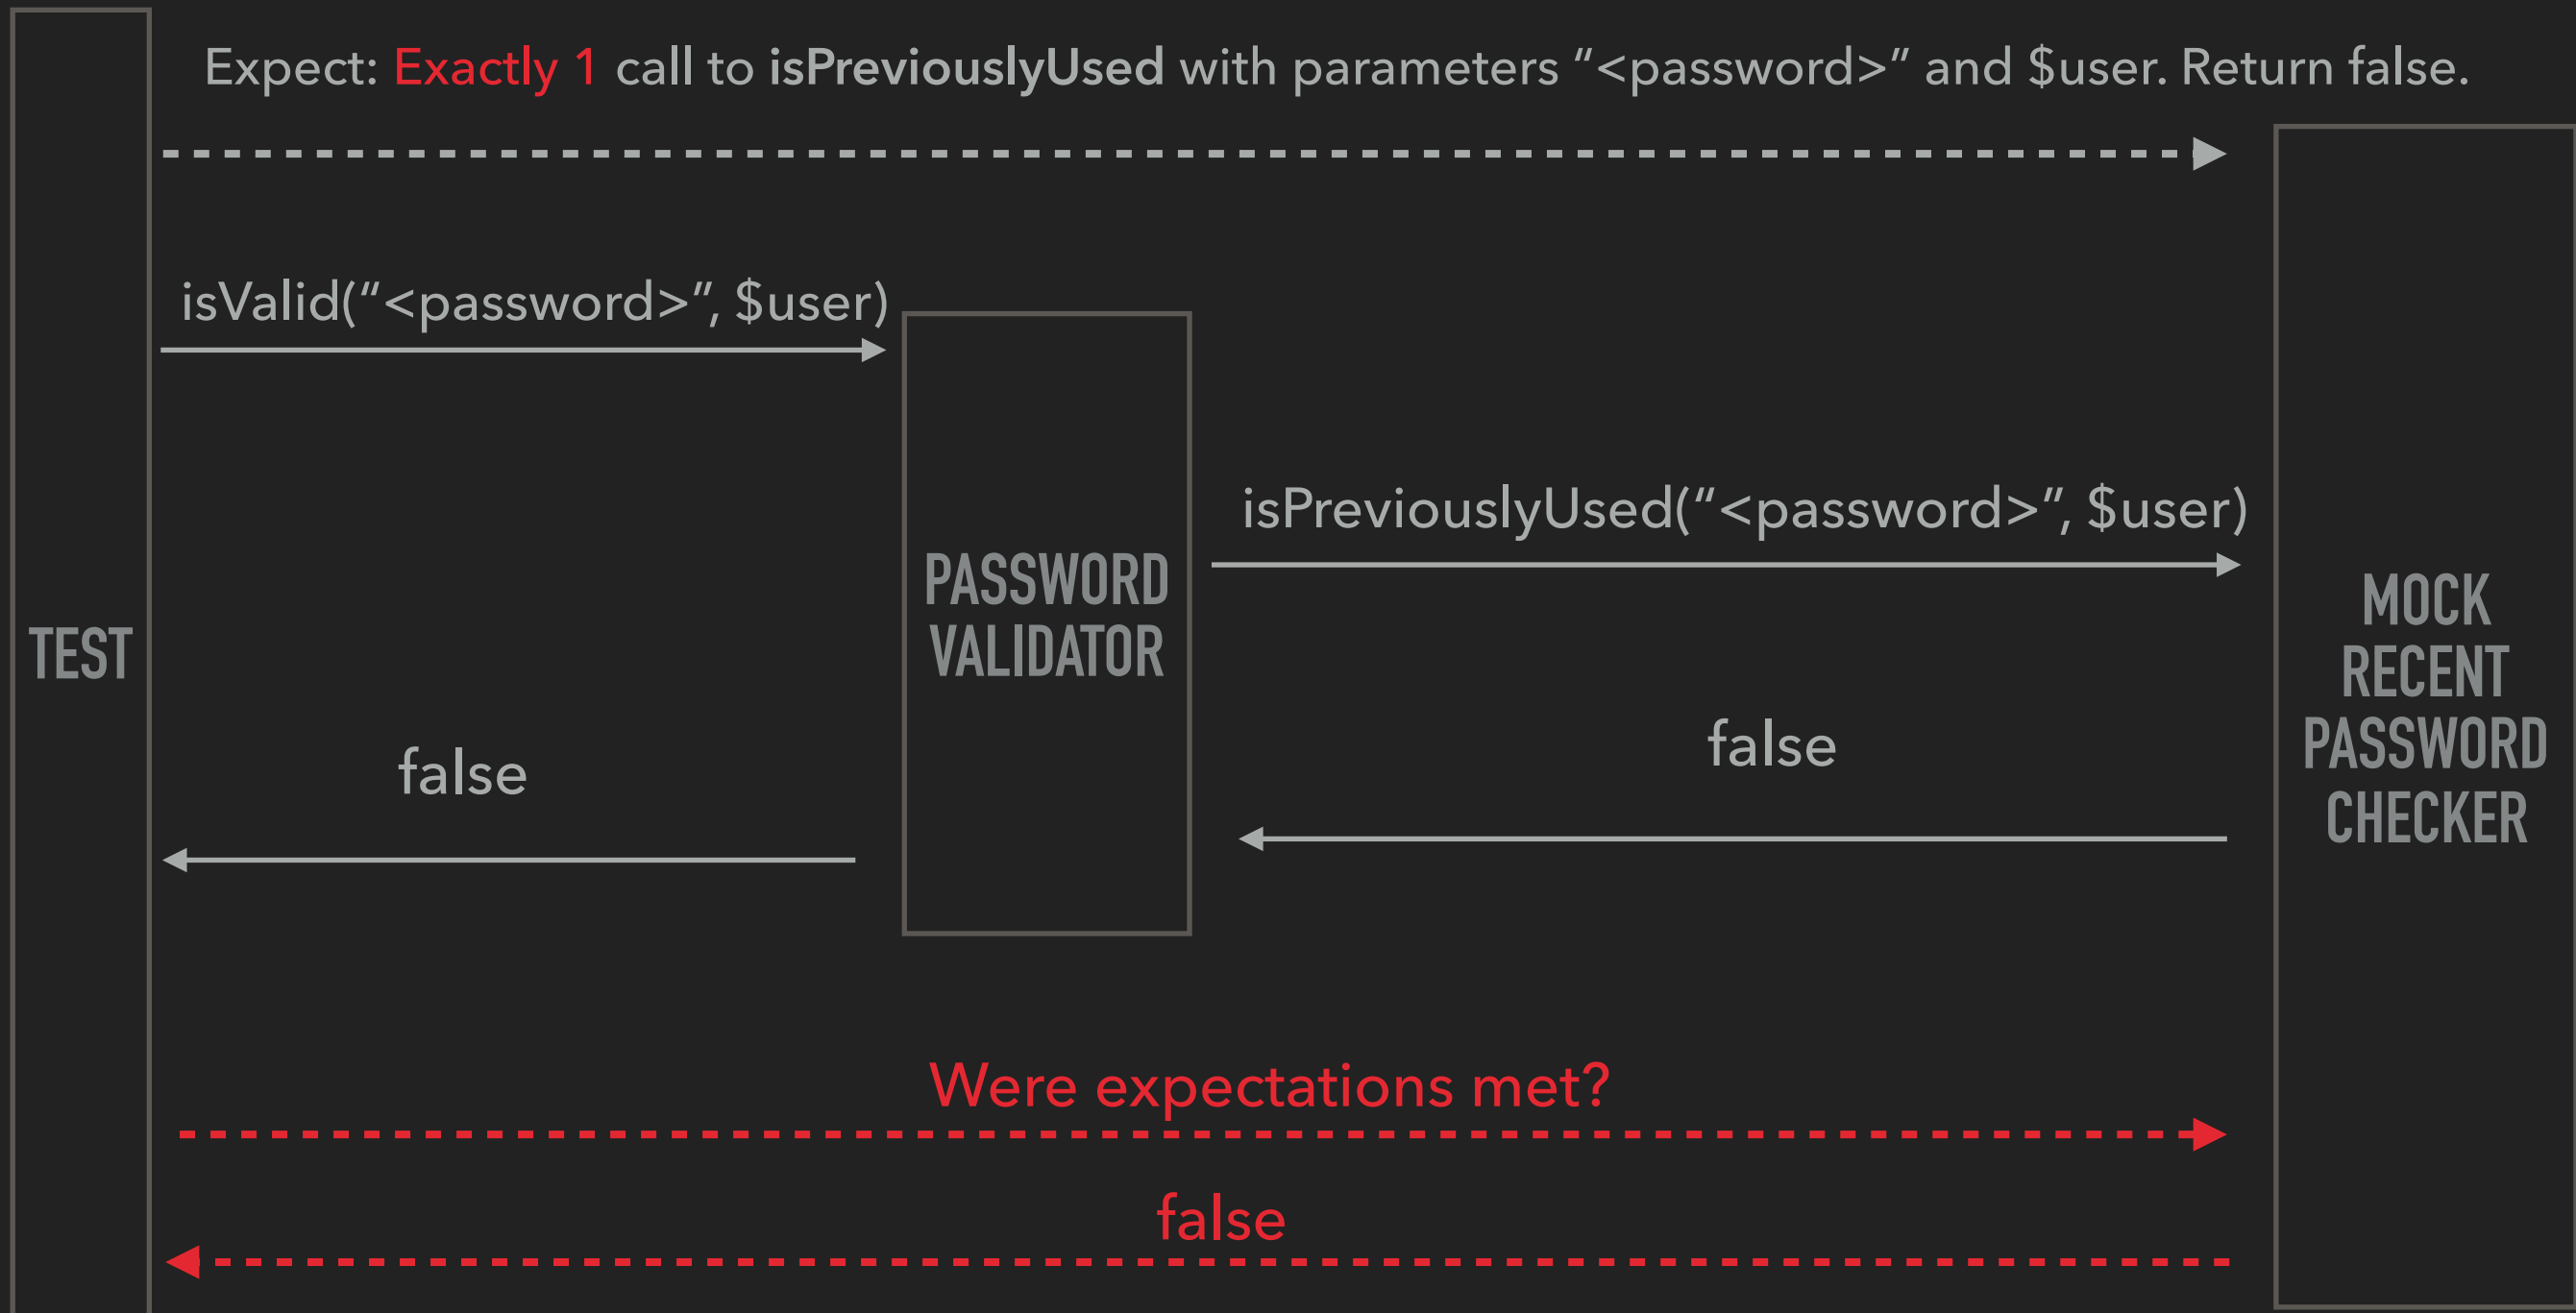 Expect: Exactly 1 call to isPreviouslyUsed with parameters “<password>” and $user. Return false.
isValid(“<password>”, $user)
isPreviouslyUsed(“<password>”, $user)
TEST
PASSWORD
VALIDATOR
MOCK
RECENT
PASSWORD
CHECKER
false
false
Were expectations met?
false